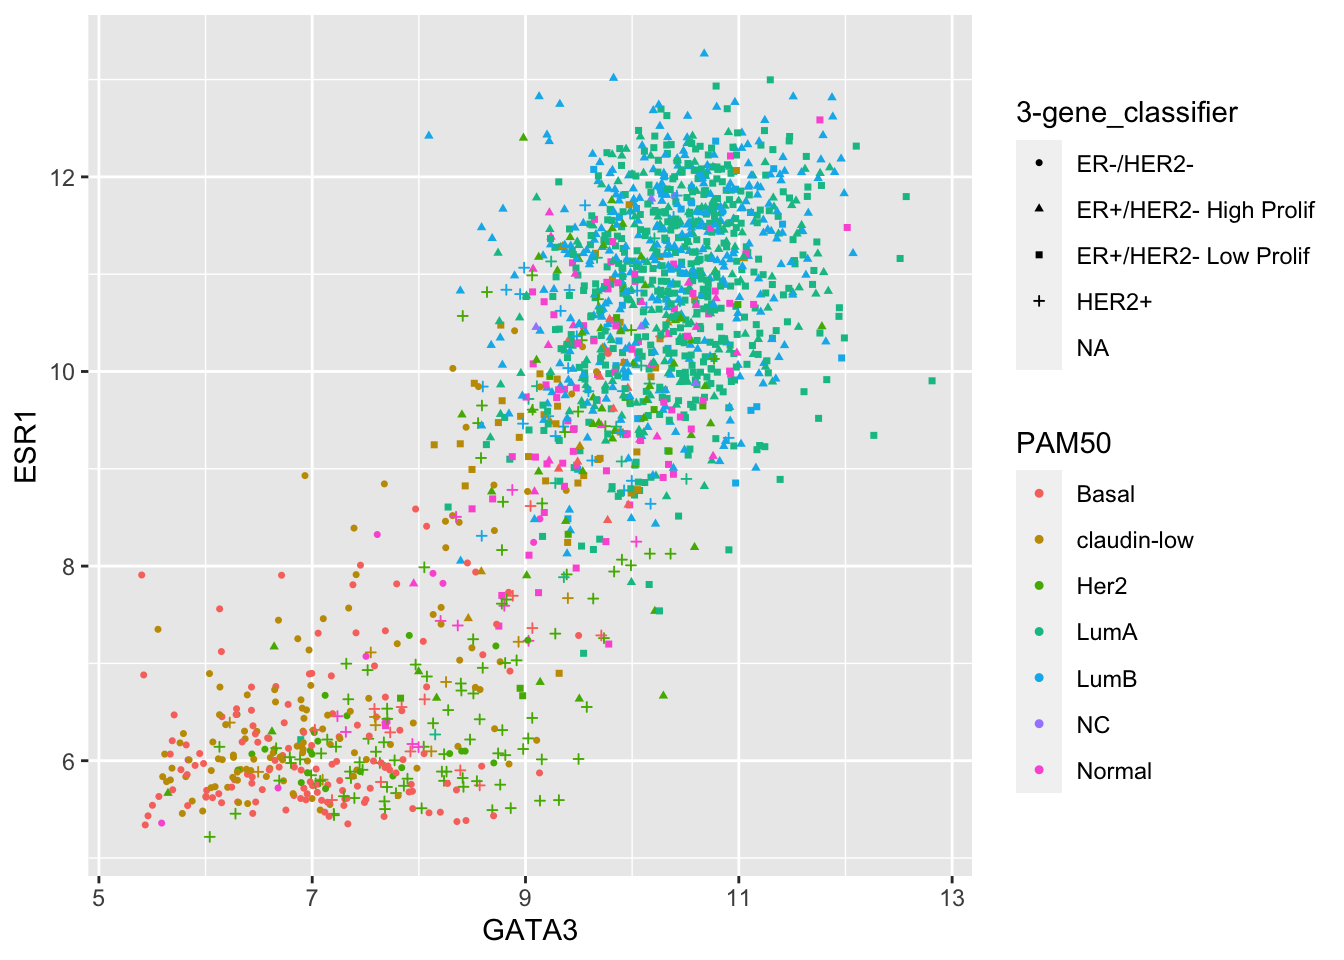 3-gene_classifier
ER-/HER2-
ER+/HER2- High Prolif
ER+/HER2- Low Prolif
HER2+
NA
PAM50
Basal
claudin-low
Her2
LumA
LumB
NC
Normal
ESR1
12
10
8
6
5 7 9 11 13
GATA3